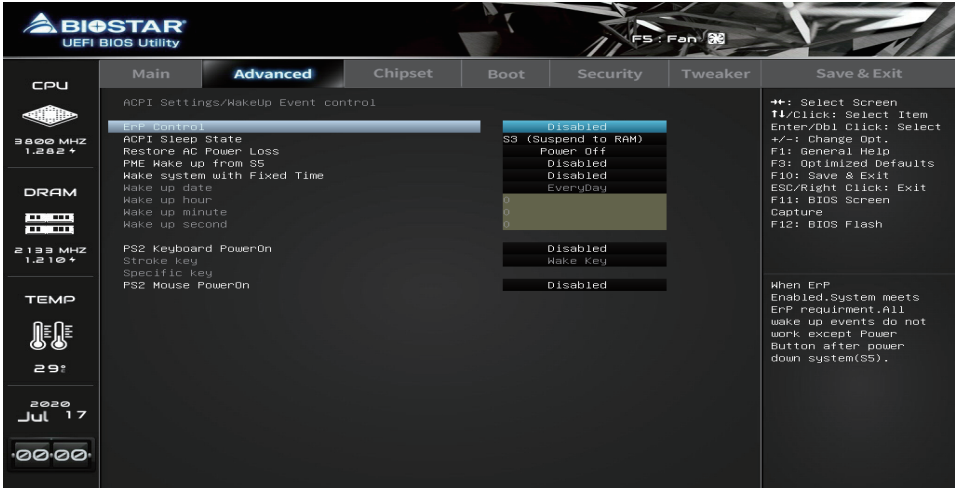 BIOSTAR
UEFI BIOS Utility
F5 : Fan
Main Advanced Chipset Boot Security Tweaker Save & Exit
CPU
3800 MHZ
1.282
DRAM
2133 MHZ
1.210
TEMP
29
2020
Jul 17
00:00
ACPI Settings/WakeUp Event control
ErP Control Disabled
ACPI Sleep State S3 (Suspend to RAM)
Restore AC Power Loss Power Off
PME Wake up from S5 Disabled
Wake system with Fixed Time Disabled
Wake up date EveryDay
Wake up hour 0
Wake up minute 0
Wake up second 0
PS2 Keyboard PowerOn Disabled
Stroke key Wake Key
Specific key
PS2 Mouse PowerOn Disabled
→←: Select Screen
↑↓/Click: Select Item
Enter/Dbl Click: Select
+/-: Change Opt.
F1: General Help
F3: Optimized Defaults
F10: Save & Exit
ESC/Right Click: Exit
F11: BIOS Screen
Capture
F12: BIOS Flash
When ErP
Enabled.System meets
ErP requirment.All
wake up events do not
work except Power
Button after power
down system(S5).